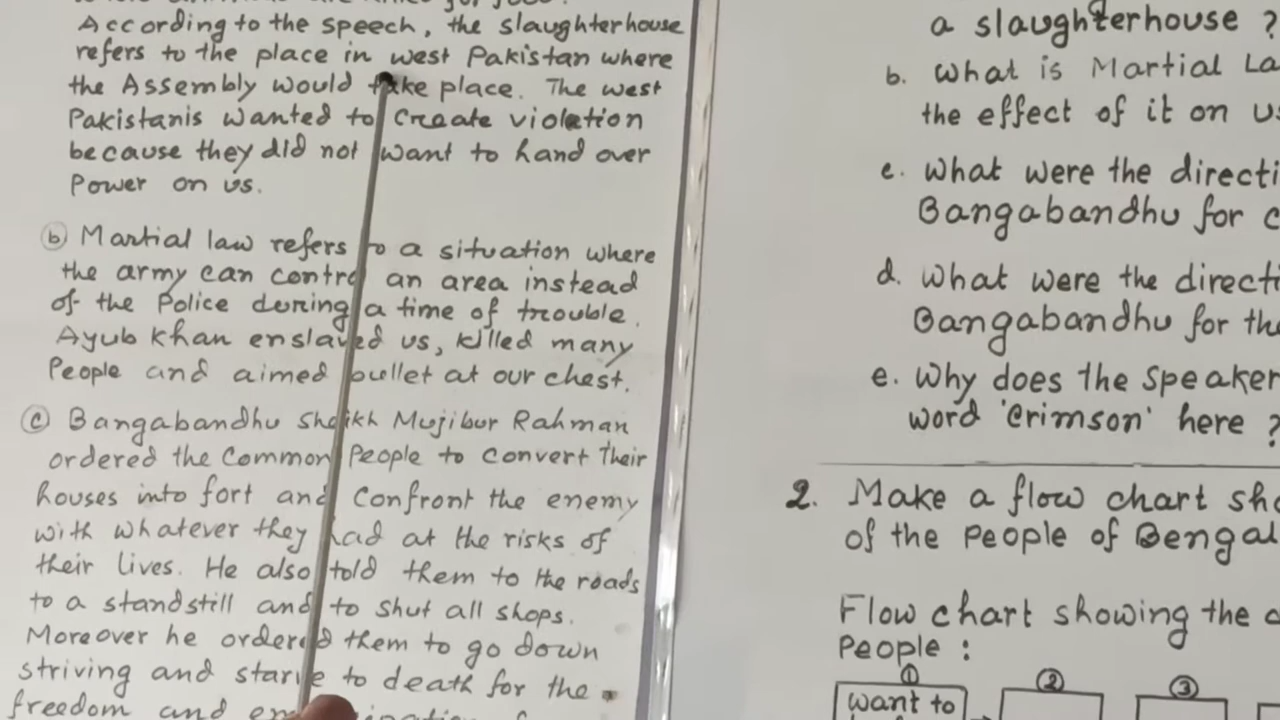 According to the speech, the slaughterhouse
refers to the place in west Pakistan where
the Assembly would take place. The west
Pakistanis wanted to create violation
because they did not want to hand over
Power on us.
b Martial law refers to a situation where
the army can control an area instead
of the Police during a time of trouble.
Ayub Khan enslaved us, killed many
People and aimed bullet at our chest.
c Bangabandhu Sheikh Mujibur Rahman
ordered the Common People to convert their
houses into fort and confront the enemy
with whatever they had at the risks of
their lives. He also told them to the roads
to a standstill and to shut all shops.
Moreover he ordered them to go down
striving and starve to death for the
freedom and
a slaughterhouse ?
b. What is Martial La
the effect of it on us
c. What were the directi
Bangabandhu for c
d. What were the directi
Bangabandhu for the
e. Why does the speaker
word 'crimson' here ?
2. Make a flow chart sho
of the People of Bengal
Flow chart showing the
People :
1 2 3
want to